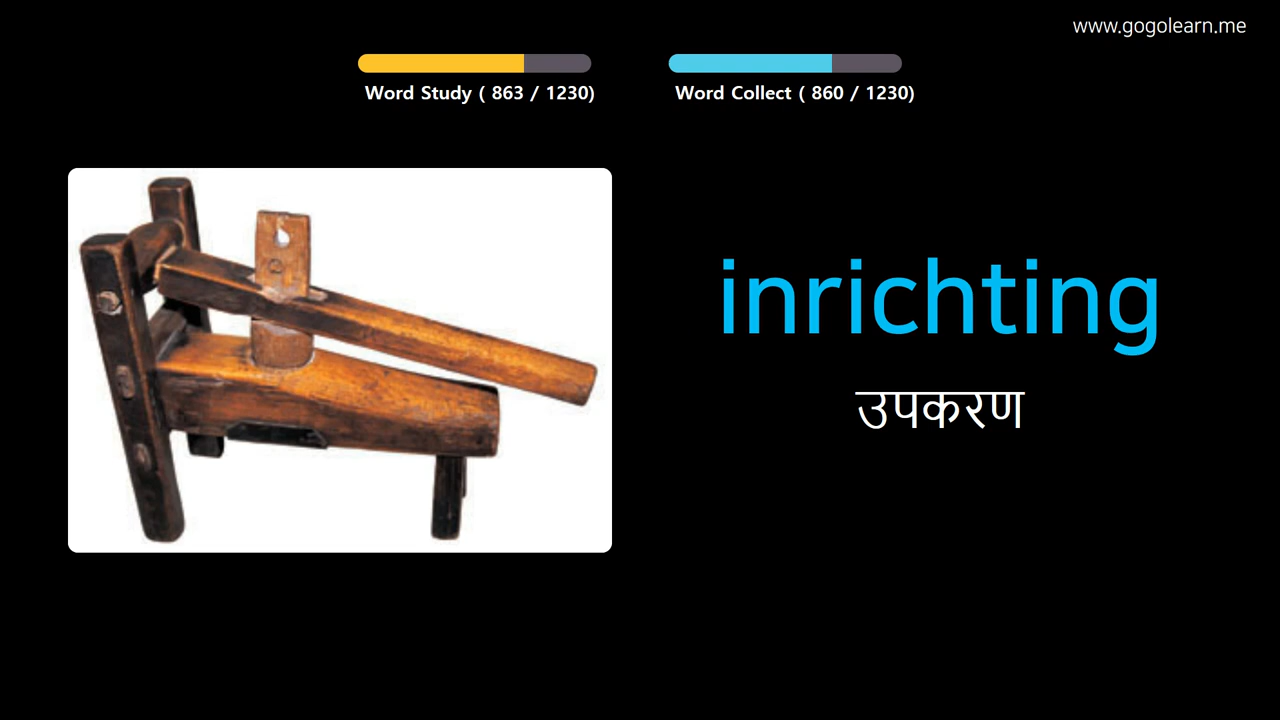 www.gogolearn.me
Word Study ( 863 / 1230)
Word Collect ( 860 / 1230)
inrichting
उपकरण